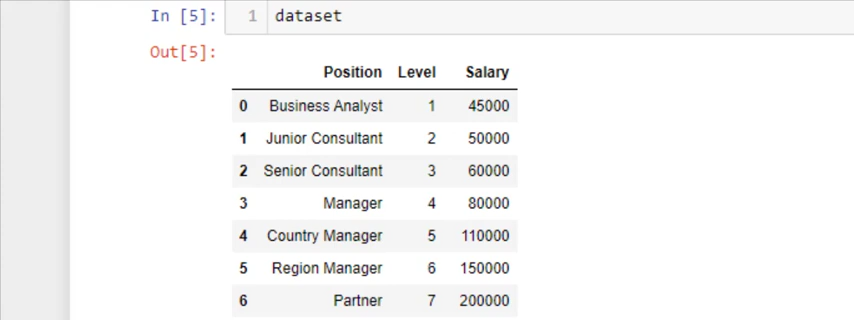 In [5]: 1 dataset
Out[5]:
Position Level Salary
0 Business Analyst 1 45000
1 Junior Consultant 2 50000
2 Senior Consultant 3 60000
3 Manager 4 80000
4 Country Manager 5 110000
5 Region Manager 6 150000
6 Partner 7 200000